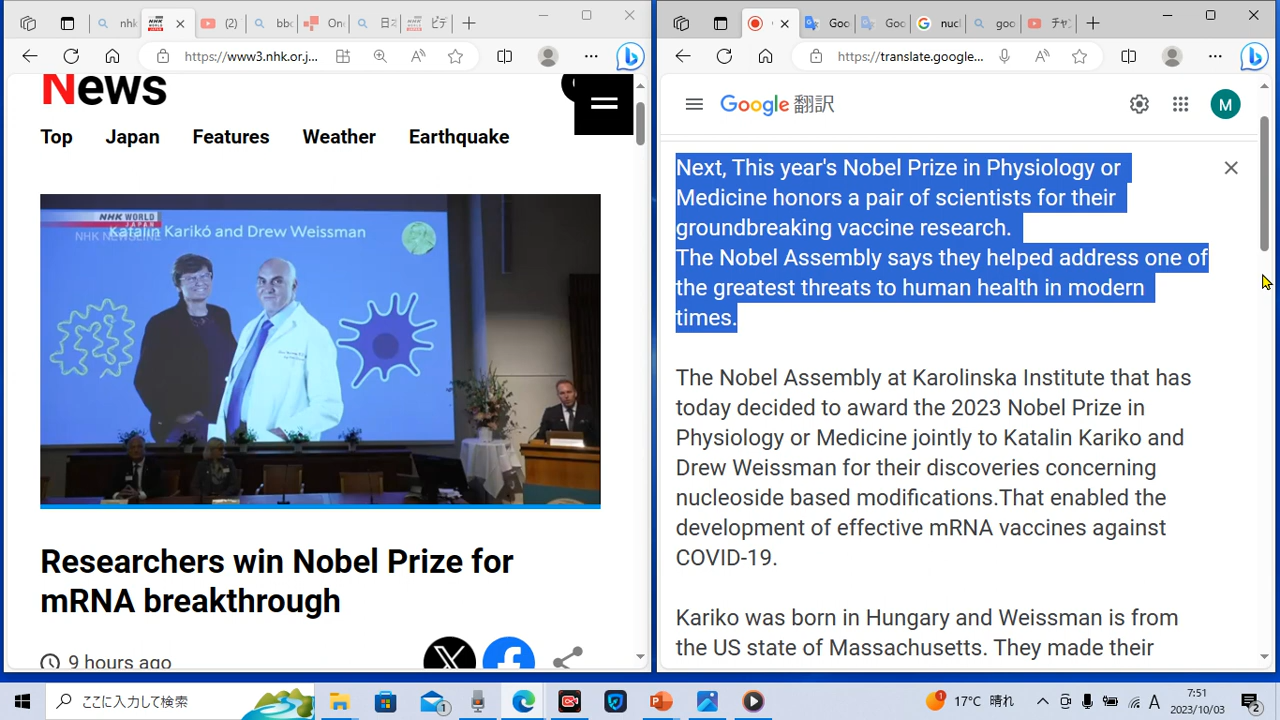 nhk
(2)
bbc
On
日本
ビデ
https://www3.nhk.or.j...
News
Top Japan Features Weather Earthquake
NHK WORLD
JAPAN
NHK NEWSLINE
Katalin Karikó and Drew Weissman
Researchers win Nobel Prize for
mRNA breakthrough
9 hours ago
Goo
Goo
nucl
goo
チャン
https://translate.google...
Google 翻訳
M
Next, This year's Nobel Prize in Physiology or
Medicine honors a pair of scientists for their
groundbreaking vaccine research.
The Nobel Assembly says they helped address one of
the greatest threats to human health in modern
times.
The Nobel Assembly at Karolinska Institute that has
today decided to award the 2023 Nobel Prize in
Physiology or Medicine jointly to Katalin Kariko and
Drew Weissman for their discoveries concerning
nucleoside based modifications.That enabled the
development of effective mRNA vaccines against
COVID-19.
Kariko was born in Hungary and Weissman is from
the US state of Massachusetts. They made their
ここに入力して検索
1
1
17°C 晴れ
A
7:51
2023/10/03
2